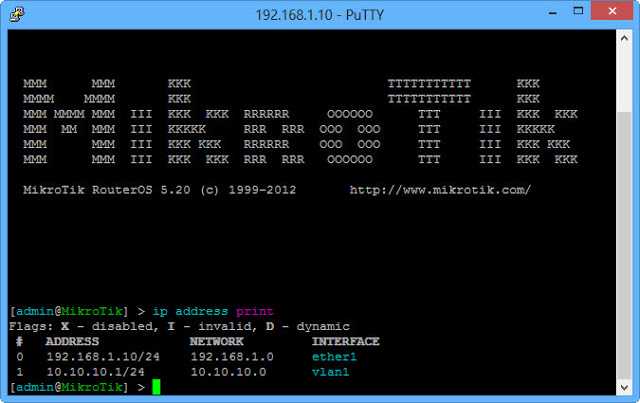 192.168.1.10 - PuTTY
MMM      MMM       KKK                          TTTTTTTTTTT      KKK
MMMM    MMMM       KKK                          TTTTTTTTTTT      KKK
MMM MMMM MMM  III  KKK  KKK  RRRRRR     OOOOOO      TTT     III  KKK  KKK
MMM  MM  MMM  III  KKKKK     RRR  RRR  OOO  OOO     TTT     III  KKKKK
MMM      MMM  III  KKK KKK   RRRRRR    OOO  OOO     TTT     III  KKK KKK
MMM      MMM  III  KKK  KKK  RRR  RRR   OOOOOO      TTT     III  KKK  KKK
MikroTik RouterOS 5.20 (c) 1999-2012       http://www.mikrotik.com/
[admin@MikroTik] > ip address print
Flags: X - disabled, I - invalid, D - dynamic
#   ADDRESS            NETWORK         INTERFACE
0   192.168.1.10/24    192.168.1.0     ether1
1   10.10.10.1/24      10.10.10.0      vlan1
[admin@MikroTik] >